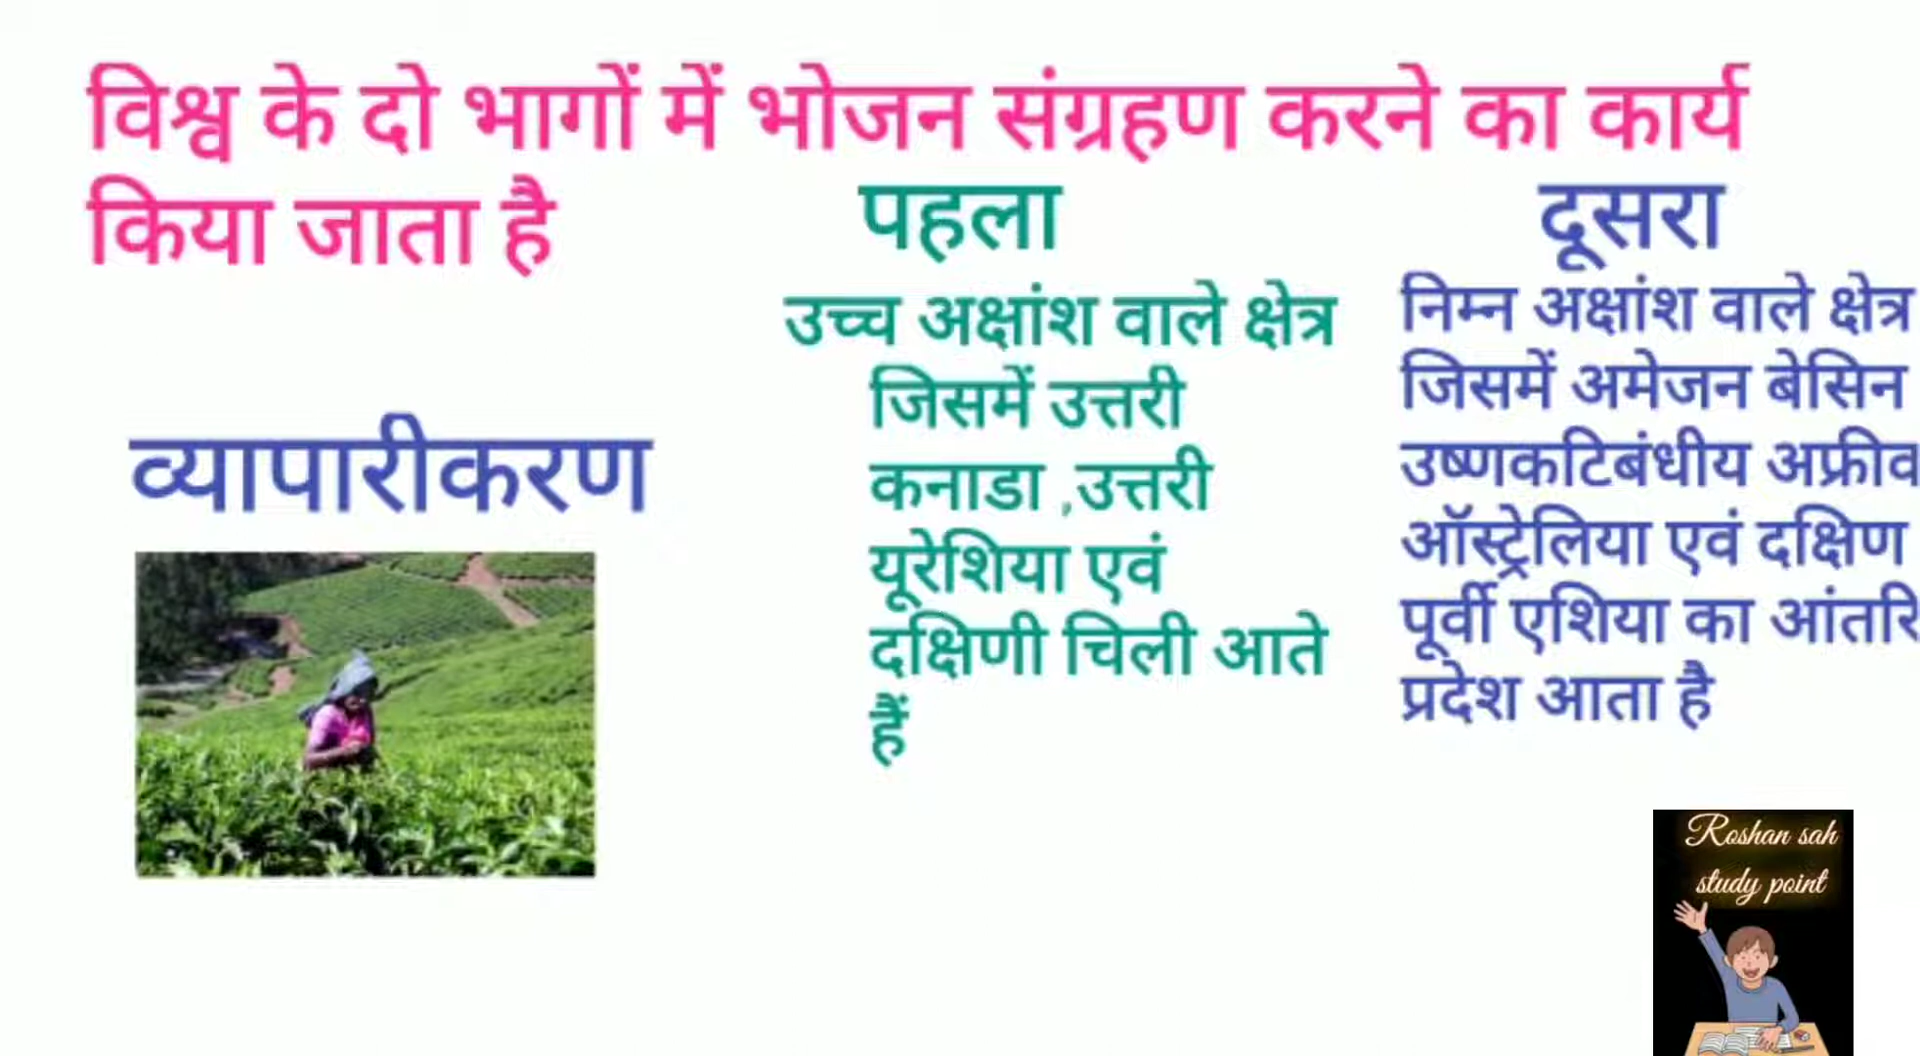 विश्व के दो भागों में भोजन संग्रहण करने का कार्य
किया जाता है
व्यापारीकरण
पहला
उच्च अक्षांश वाले क्षेत्र
जिसमें उत्तरी
कनाडा ,उत्तरी
यूरेशिया एवं
दक्षिणी चिली आते
हैं
दूसरा
निम्न अक्षांश वाले क्षेत्र
जिसमें अमेजन बेसिन
उष्णकटिबंधीय
ऑस्ट्रेलिया एवं दक्षिण
पूर्वी एशिया का
प्रदेश आता है
Roshan sah
study point